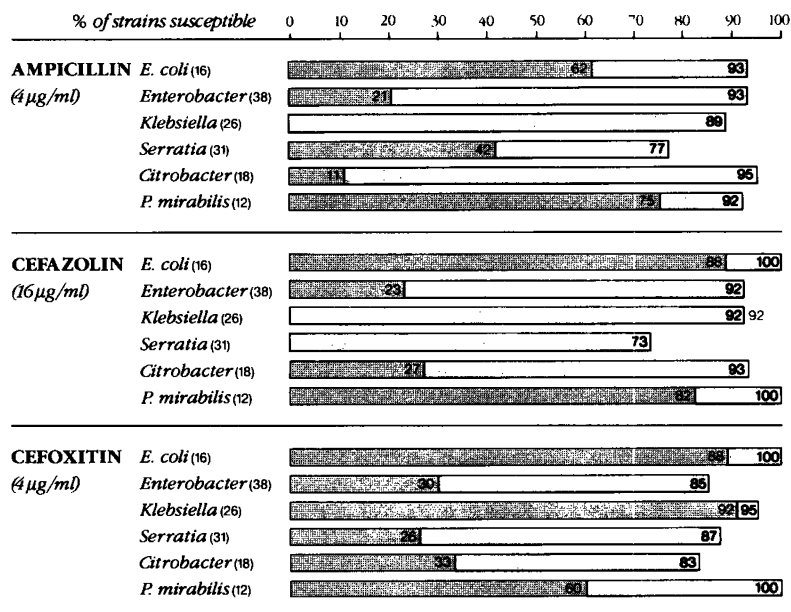 % of strains susceptible 0 10 20 30 40 50 60 70 80 90 100
AMPICILLIN E. coli (16) 62 93
(4 µg/ml) Enterobacter (38) 21 93
Klebsiella (26) 89
Serratia (31) 42 77
Citrobacter (18) 11 95
P. mirabilis (12) 75 92
CEFAZOLIN E. coli (16) 88 100
(16 µg/ml) Enterobacter (38) 23 92
Klebsiella (26) 92 92
Serratia (31) 73
Citrobacter (18) 27 93
P. mirabilis (12) 82 100
CEFOXITIN E. coli (16) 88 100
(4 µg/ml) Enterobacter (38) 30 85
Klebsiella (26) 92 95
Serratia (31) 26 87
Citrobacter (18) 33 83
P. mirabilis (12) 60 100